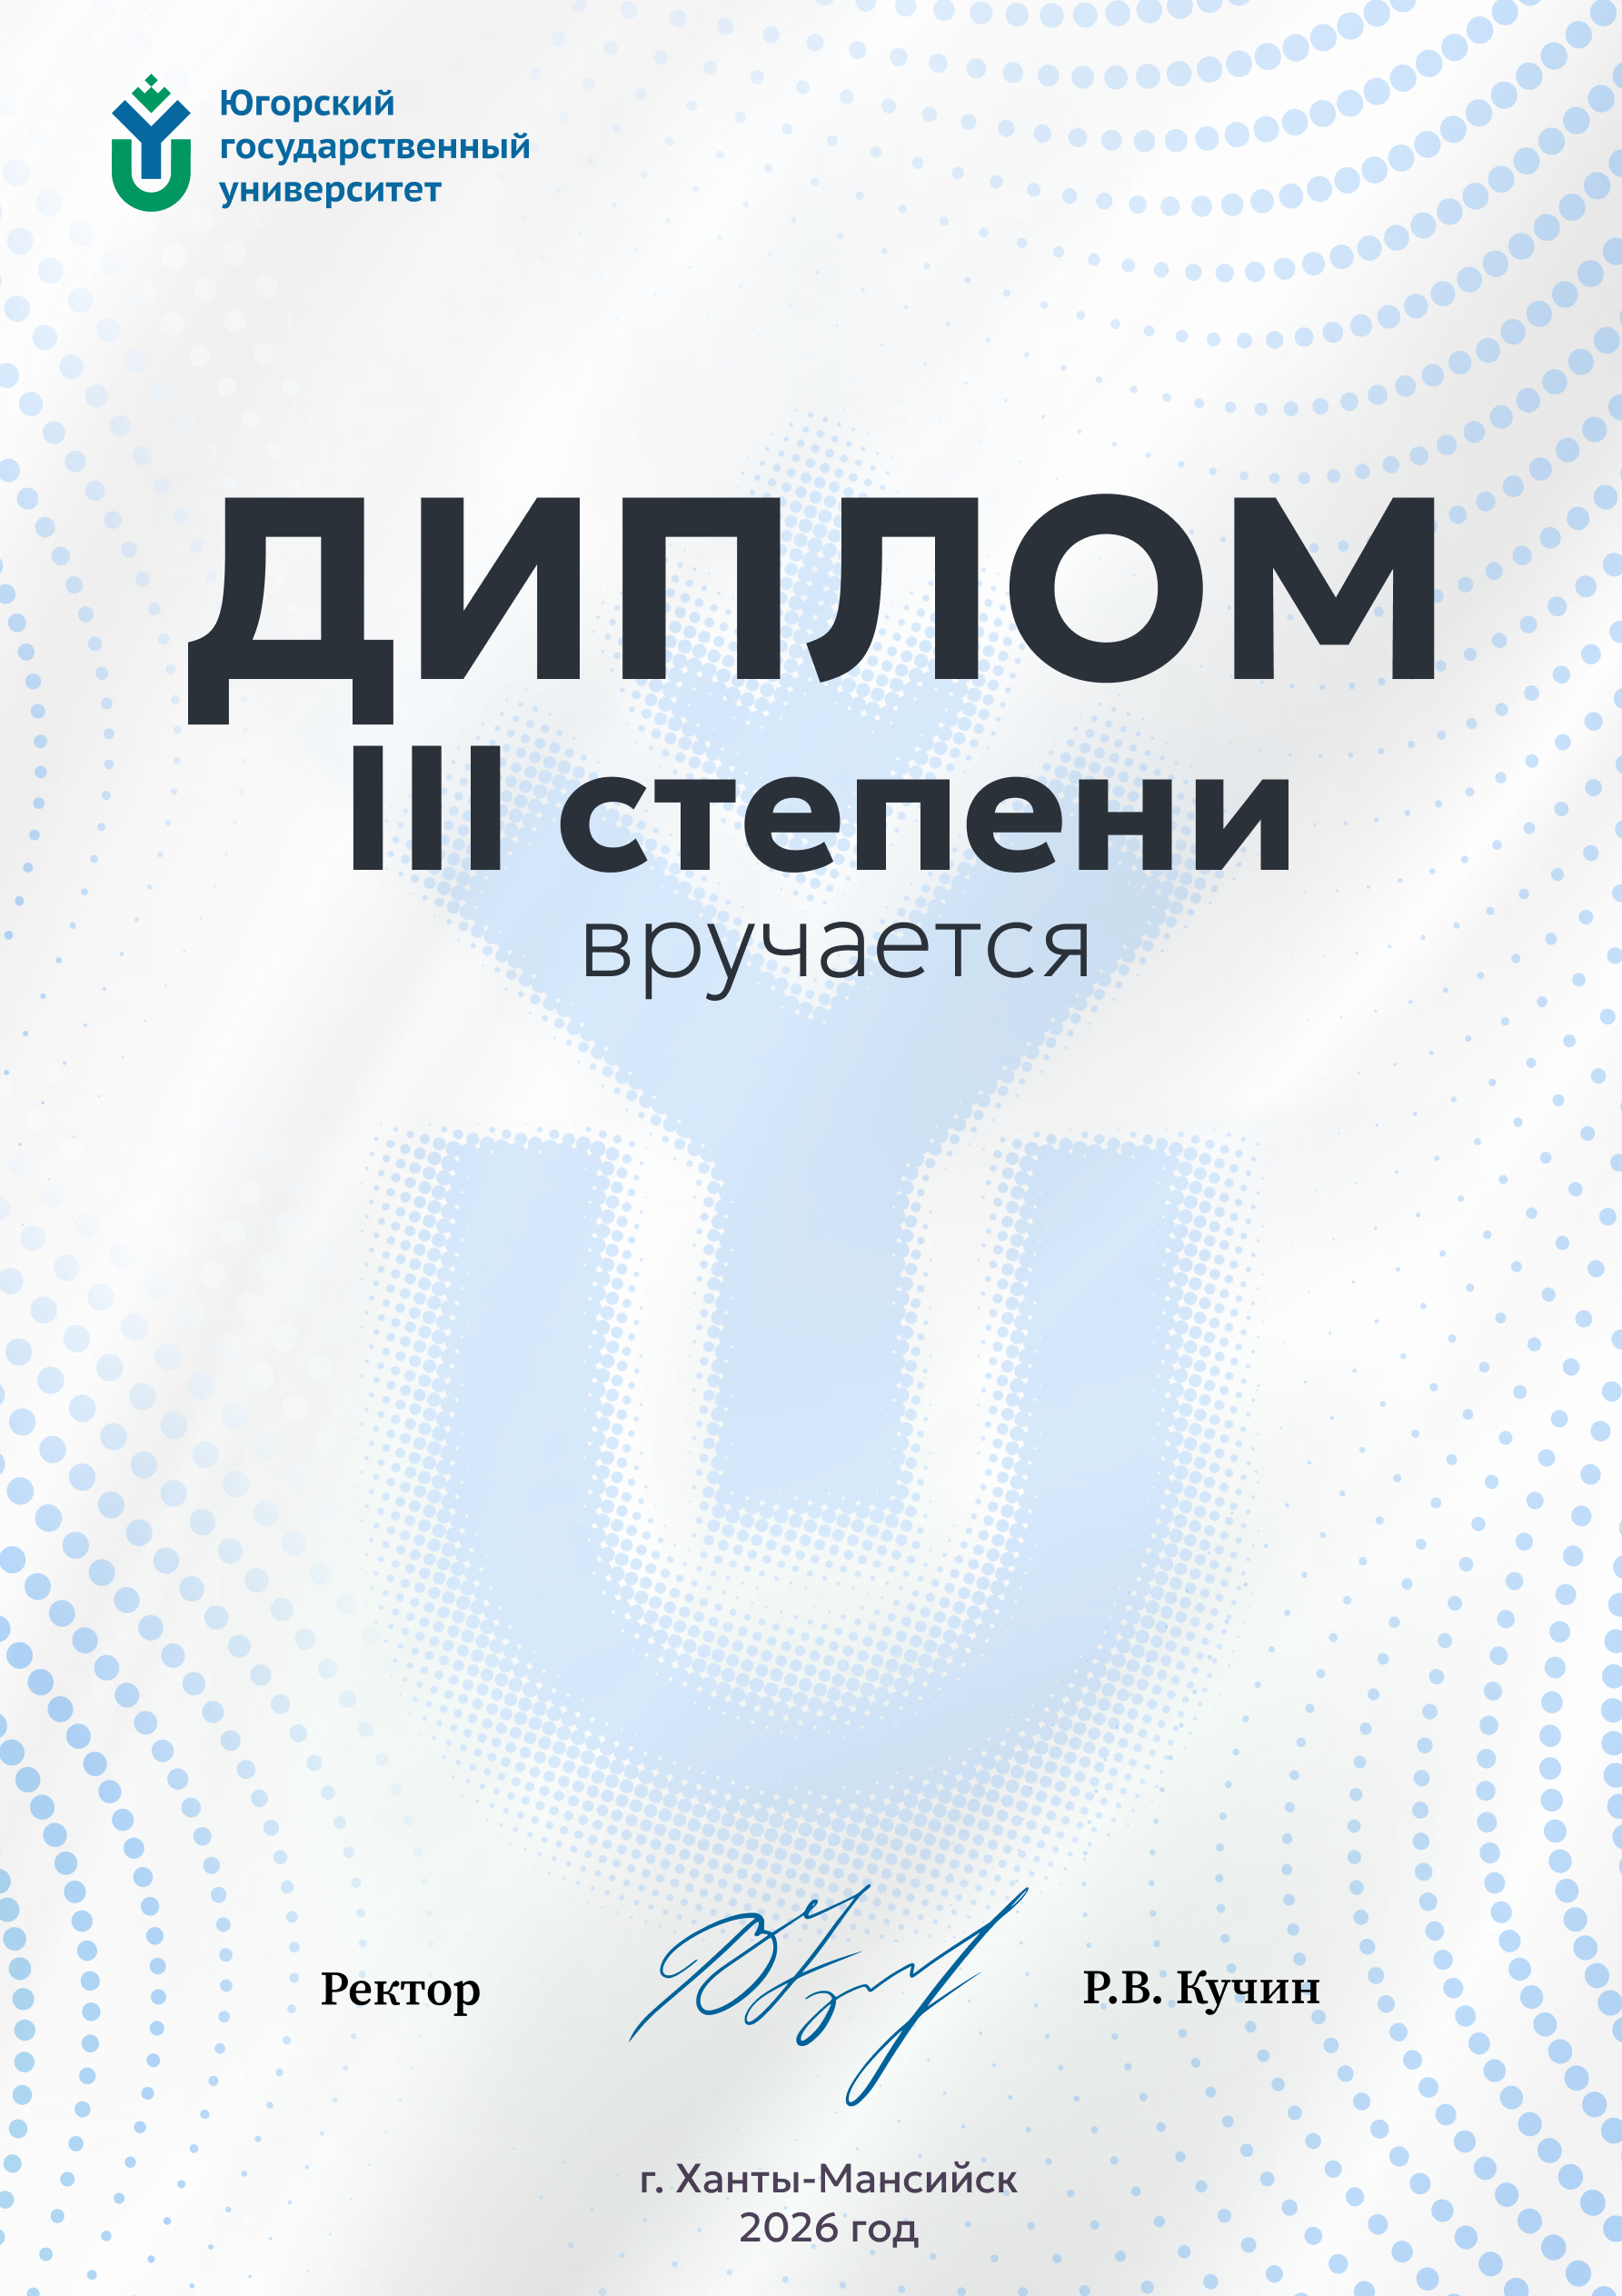 Югорский
государственный
университет
ДИПЛОМ
III степени
вручается
Ректор
Р.В. Кучин
г. Ханты-Мансийск
2026 год